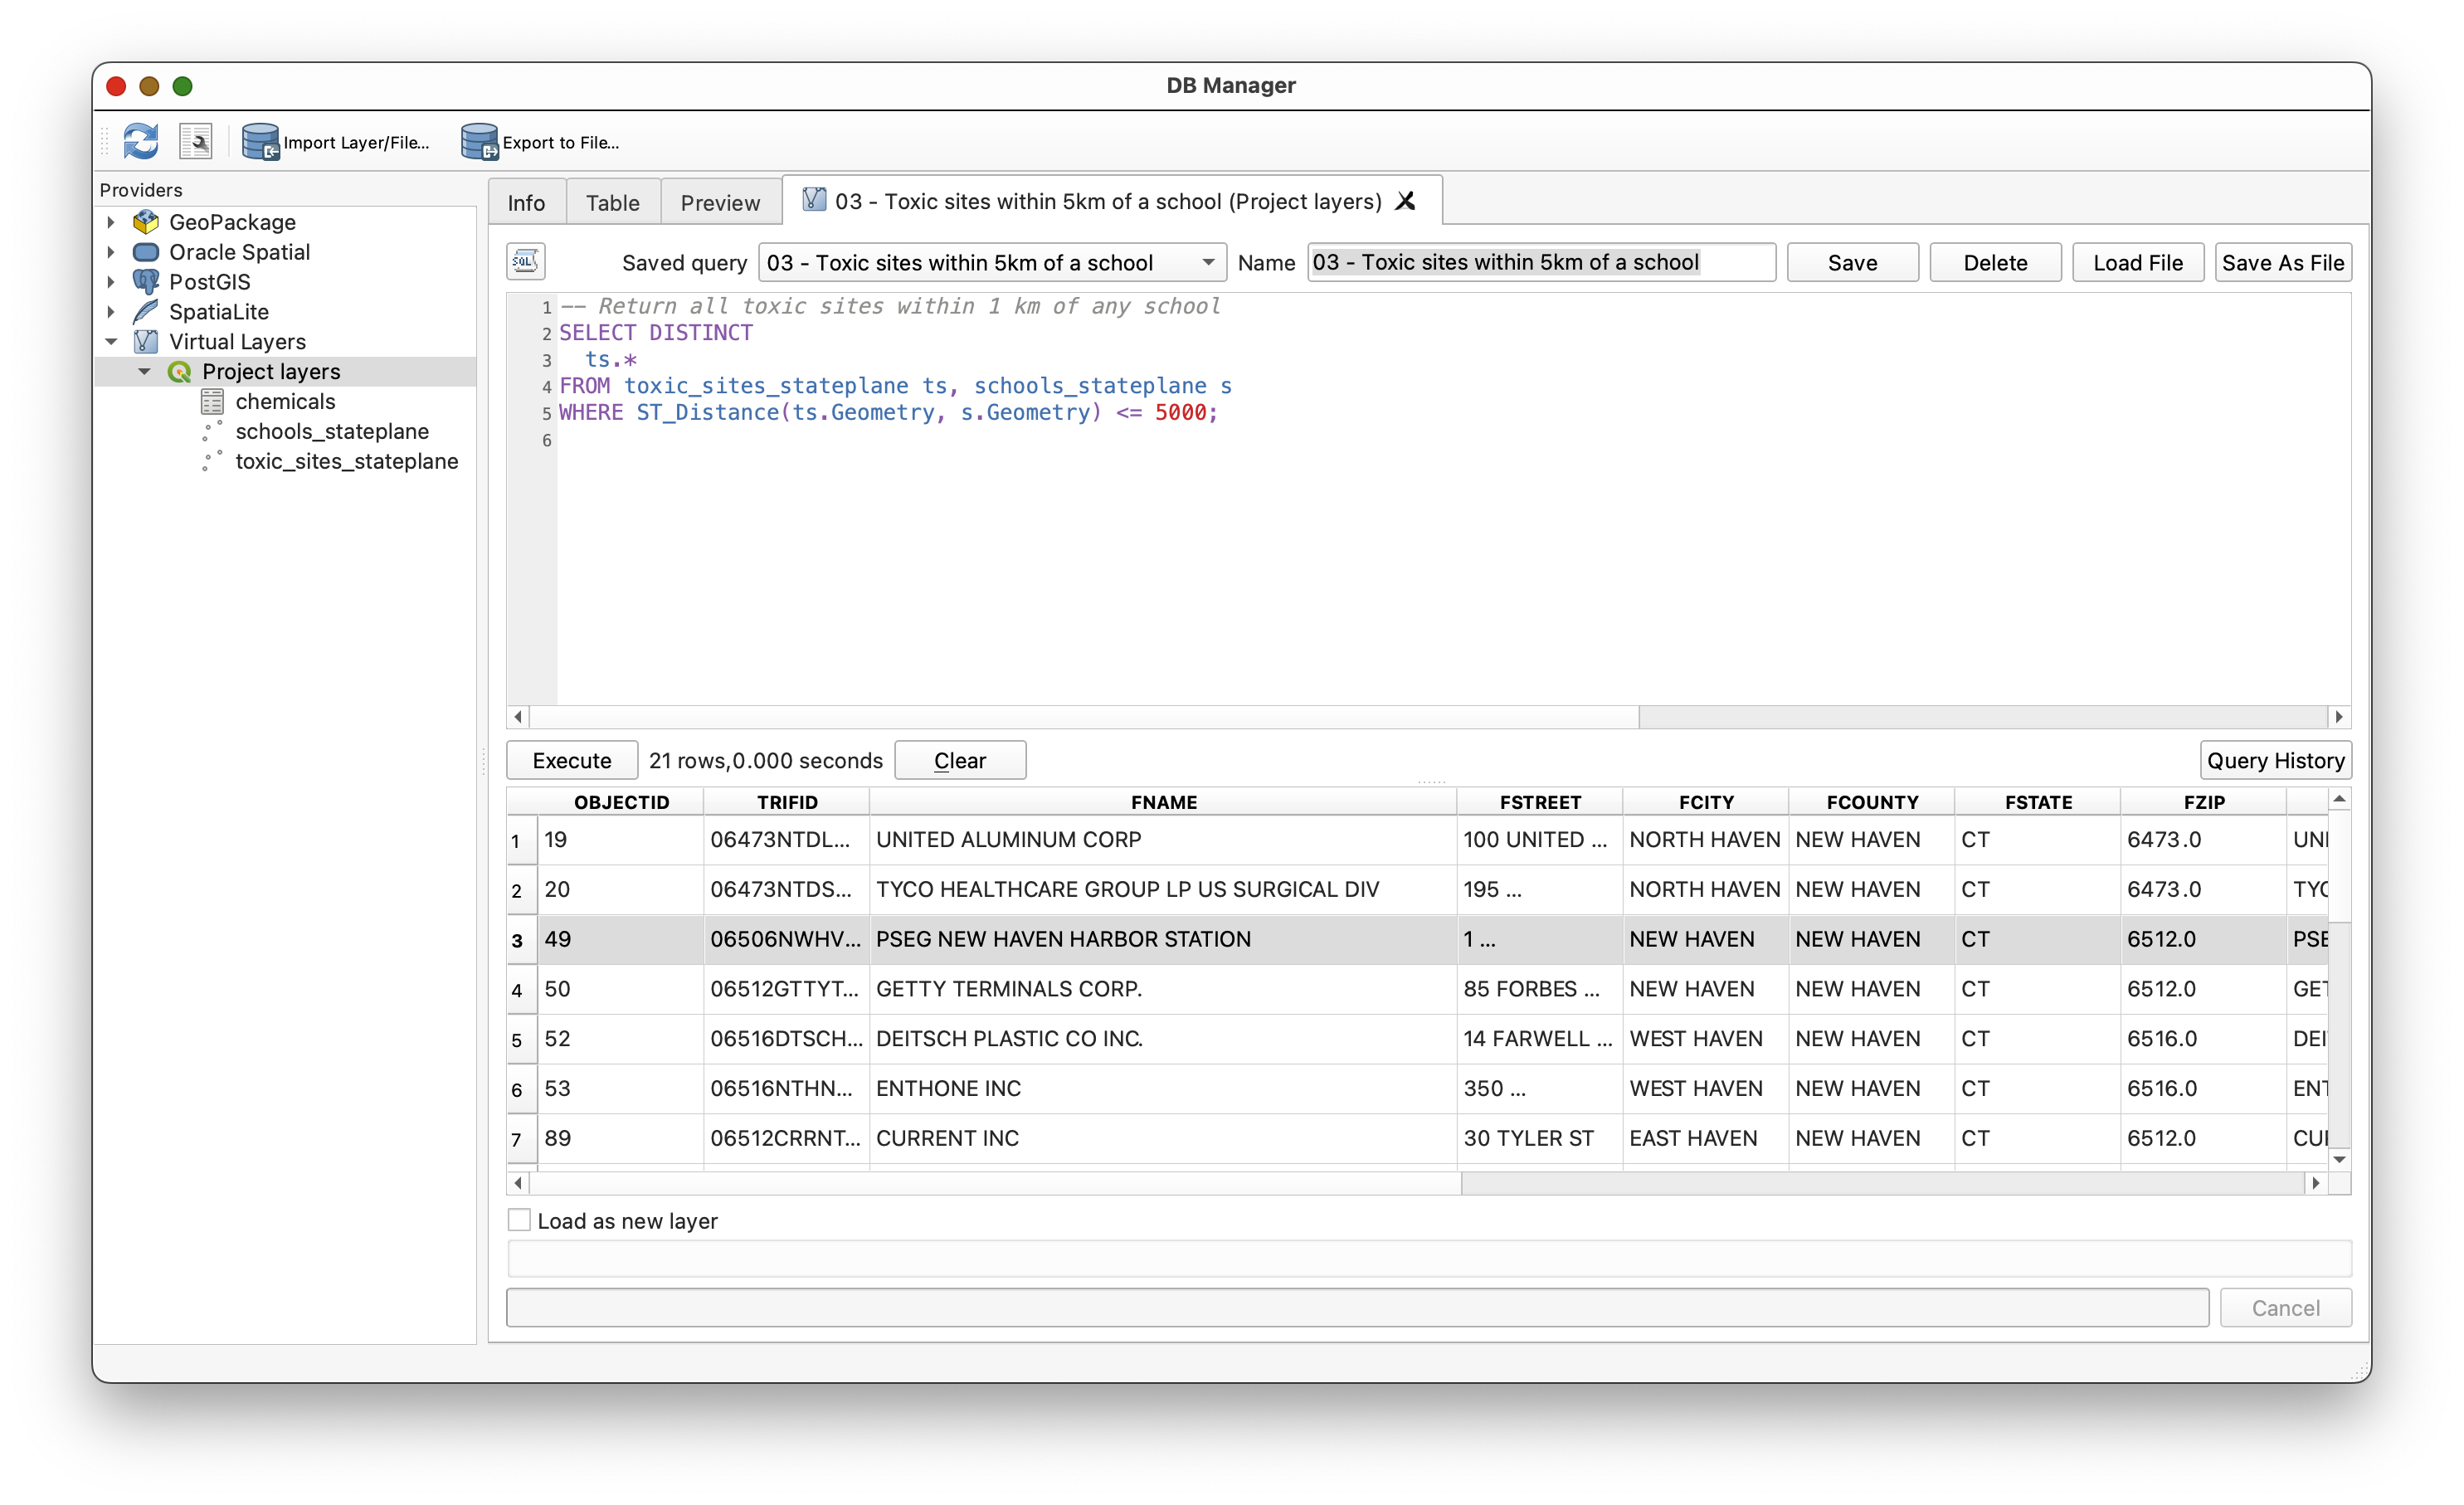 DB Manager
Import Layer/File... Export to File...
Providers
GeoPackage
Oracle Spatial
PostGIS
SpatiaLite
Virtual Layers
Project layers
chemicals
schools_stateplane
toxic_sites_stateplane
Info Table Preview 03 - Toxic sites within 5km of a school (Project layers)
SQL Saved query 03 - Toxic sites within 5km of a school Name 03 - Toxic sites within 5km of a school Save Delete Load File Save As File
1 -- Return all toxic sites within 1 km of any school
2 SELECT DISTINCT
3 ts.*
4 FROM toxic_sites_stateplane ts, schools_stateplane s
5 WHERE ST_Distance(ts.Geometry, s.Geometry) <= 5000;
6
Execute 21 rows,0.000 seconds Clear Query History
OBJECTID TRIFID FNAME FSTREET FCITY FCOUNTY FSTATE FZIP
1 19 06473NTDL... UNITED ALUMINUM CORP 100 UNITED ... NORTH HAVEN NEW HAVEN CT 6473.0 UNI
2 20 06473NTDS... TYCO HEALTHCARE GROUP LP US SURGICAL DIV 195 ... NORTH HAVEN NEW HAVEN CT 6473.0 TYC
3 49 06506NWHV... PSEG NEW HAVEN HARBOR STATION 1 ... NEW HAVEN NEW HAVEN CT 6512.0 PSE
4 50 06512GTTYT... GETTY TERMINALS CORP. 85 FORBES ... NEW HAVEN NEW HAVEN CT 6512.0 GET
5 52 06516DTSCH... DEITSCH PLASTIC CO INC. 14 FARWELL ... WEST HAVEN NEW HAVEN CT 6516.0 DEI
6 53 06516NTHN... ENTHONE INC 350 ... WEST HAVEN NEW HAVEN CT 6516.0 ENT
7 89 06512CRRNT... CURRENT INC 30 TYLER ST EAST HAVEN NEW HAVEN CT 6512.0 CUI
Load as new layer
Cancel